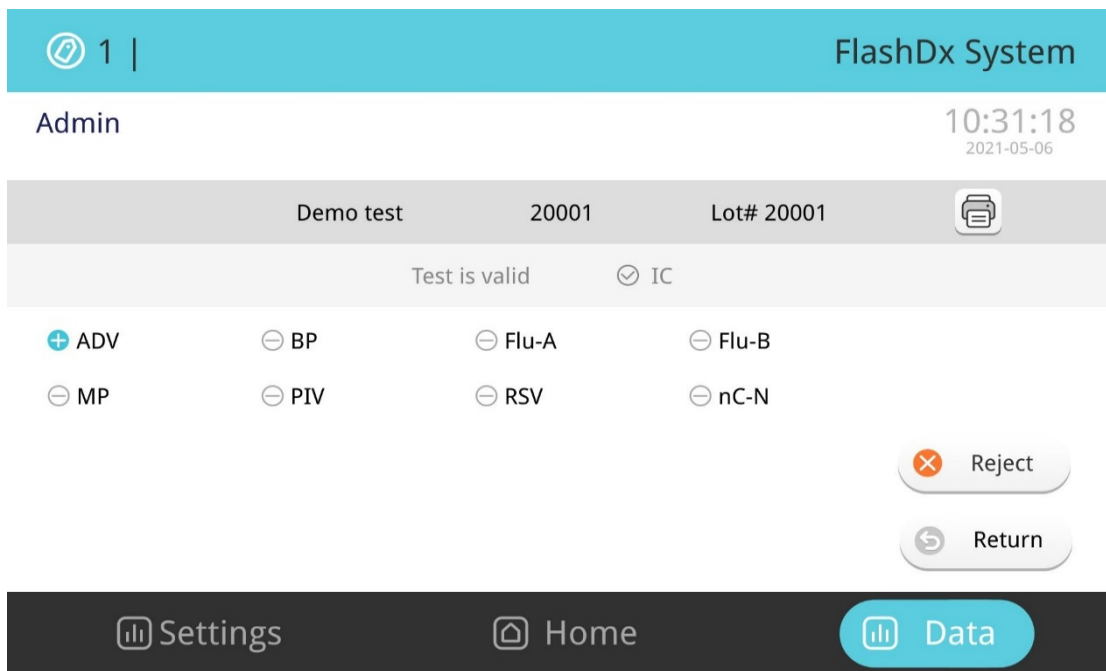 1 | FlashDx System
Admin 10:31:18
2021-05-06
Demo test 20001 Lot# 20001
Test is valid IC
ADV BP Flu-A Flu-B
MP PIV RSV nC-N
Reject
Return
Settings Home Data